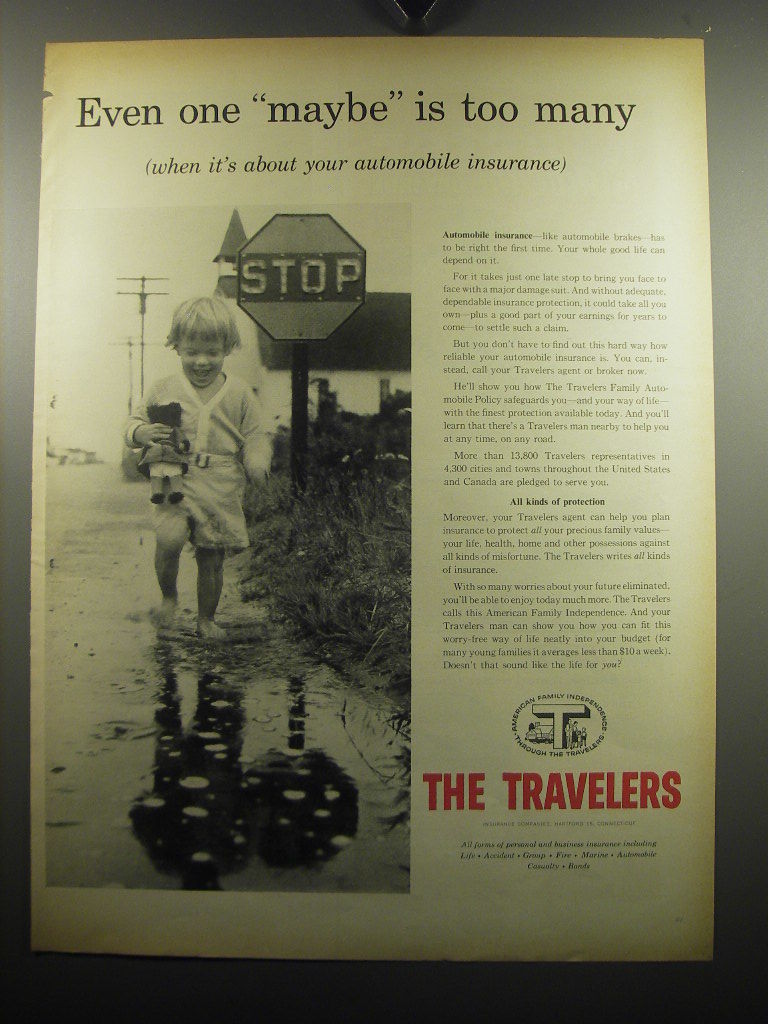 Even one “maybe” is too many
(when it's about your automobile insurance)
STOP
Automobile insurance—like automobile brakes—has
to be right the first time. Your whole good life can
depend on it.
For it takes just one late stop to bring you face to
face with a major damage suit. And without adequate,
dependable insurance protection, it could take all you
own—plus a good part of your earnings for years to
come—to settle such a claim.
But you don't have to find out this hard way how
reliable your automobile insurance is. You can, in-
stead, call your Travelers agent or broker now.
He'll show you how The Travelers Family Auto-
mobile Policy safeguards you—and your way of life—
with the finest protection available today. And you'll
learn that there's a Travelers man nearby to help you
at any time, on any road.
More than 13,800 Travelers representatives in
4,300 cities and towns throughout the United States
and Canada are pledged to serve you.
All kinds of protection
Moreover, your Travelers agent can help you plan
insurance to protect all your precious family values—
your life, health, home and other possessions against
all kinds of misfortune. The Travelers writes all kinds
of insurance.
With so many worries about your future eliminated,
you'll be able to enjoy today much more. The Travelers
calls this American Family Independence. And your
Travelers man can show you how you can fit this
worry-free way of life neatly into your budget (for
many young families it averages less than $10 a week).
Doesn't that sound like the life for you?
AMERICAN FAMILY INDEPENDENCE
T
THROUGH THE TRAVELERS
THE TRAVELERS
INSURANCE COMPANIES, HARTFORD 15, CONNECTICUT
All forms of personal and business insurance including
Life • Accident • Group • Fire • Marine • Automobile
Casualty • Bonds